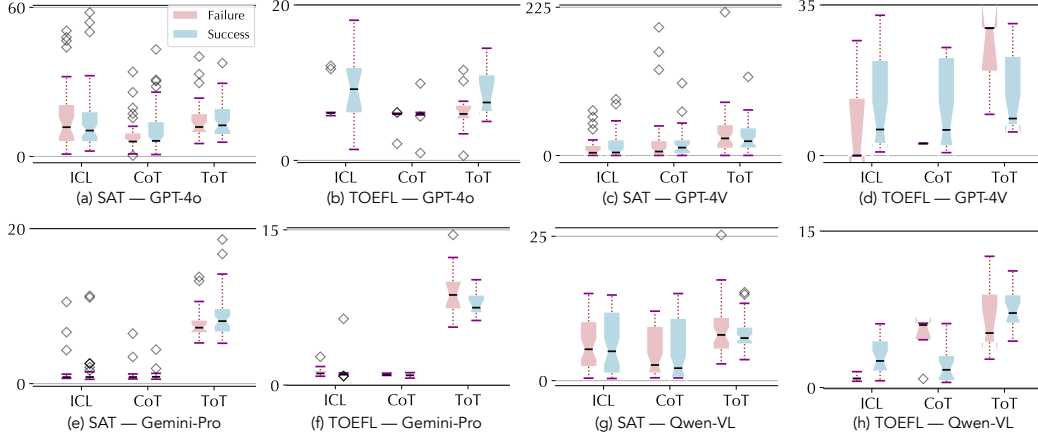 60
Failure
Success
0
ICL
CoT
ToT
(a) SAT — GPT-4o
20
0
ICL
CoT
ToT
(b) TOEFL — GPT-4o
225
0
ICL
CoT
ToT
(c) SAT — GPT-4V
35
0
ICL
CoT
ToT
(d) TOEFL — GPT-4V
20
0
ICL
CoT
ToT
(e) SAT — Gemini-Pro
15
0
ICL
CoT
ToT
(f) TOEFL — Gemini-Pro
25
0
ICL
CoT
ToT
(g) SAT — Qwen-VL
15
0
ICL
CoT
ToT
(h) TOEFL — Qwen-VL